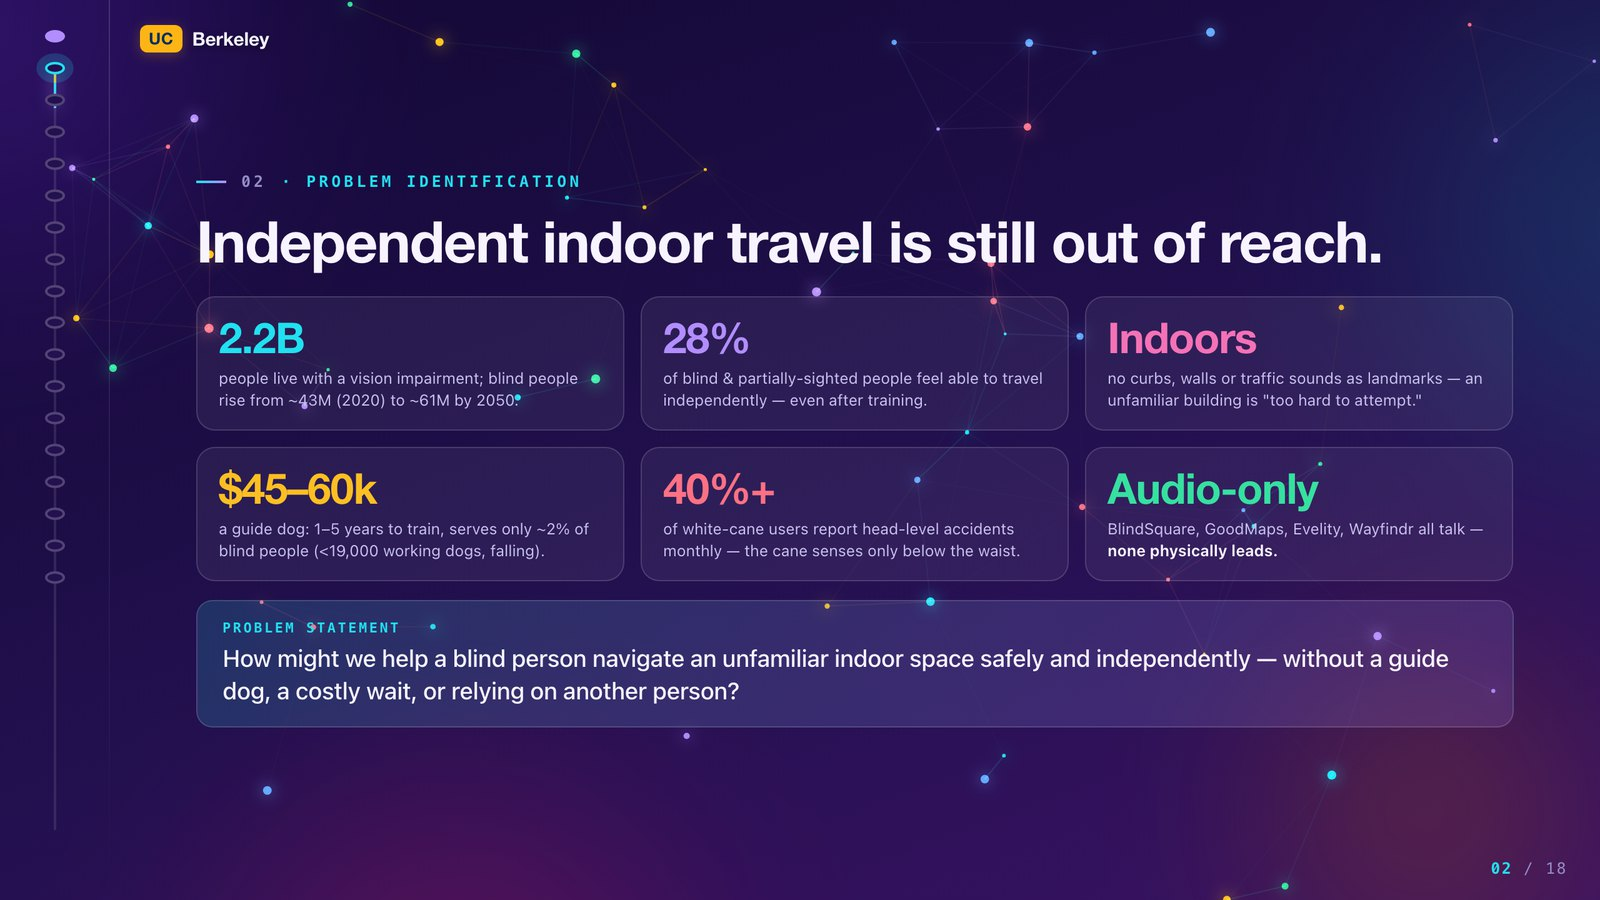 UC Berkeley
02 · PROBLEM IDENTIFICATION
Independent indoor travel is still out of reach.
2.2B
people live with a vision impairment; blind people
rise from ~43M (2020) to ~61M by 2050.
28%
of blind & partially-sighted people feel able to travel
independently — even after training.
Indoors
no curbs, walls or traffic sounds as landmarks — an
unfamiliar building is "too hard to attempt."
$45–60k
a guide dog: 1–5 years to train, serves only ~2% of
blind people (<19,000 working dogs, falling).
40%+
of white-cane users report head-level accidents
monthly — the cane senses only below the waist.
Audio-only
BlindSquare, GoodMaps, Evelity, Wayfindr all talk —
none physically leads.
PROBLEM STATEMENT
How might we help a blind person navigate an unfamiliar indoor space safely and independently — without a guide
dog, a costly wait, or relying on another person?
02 / 18